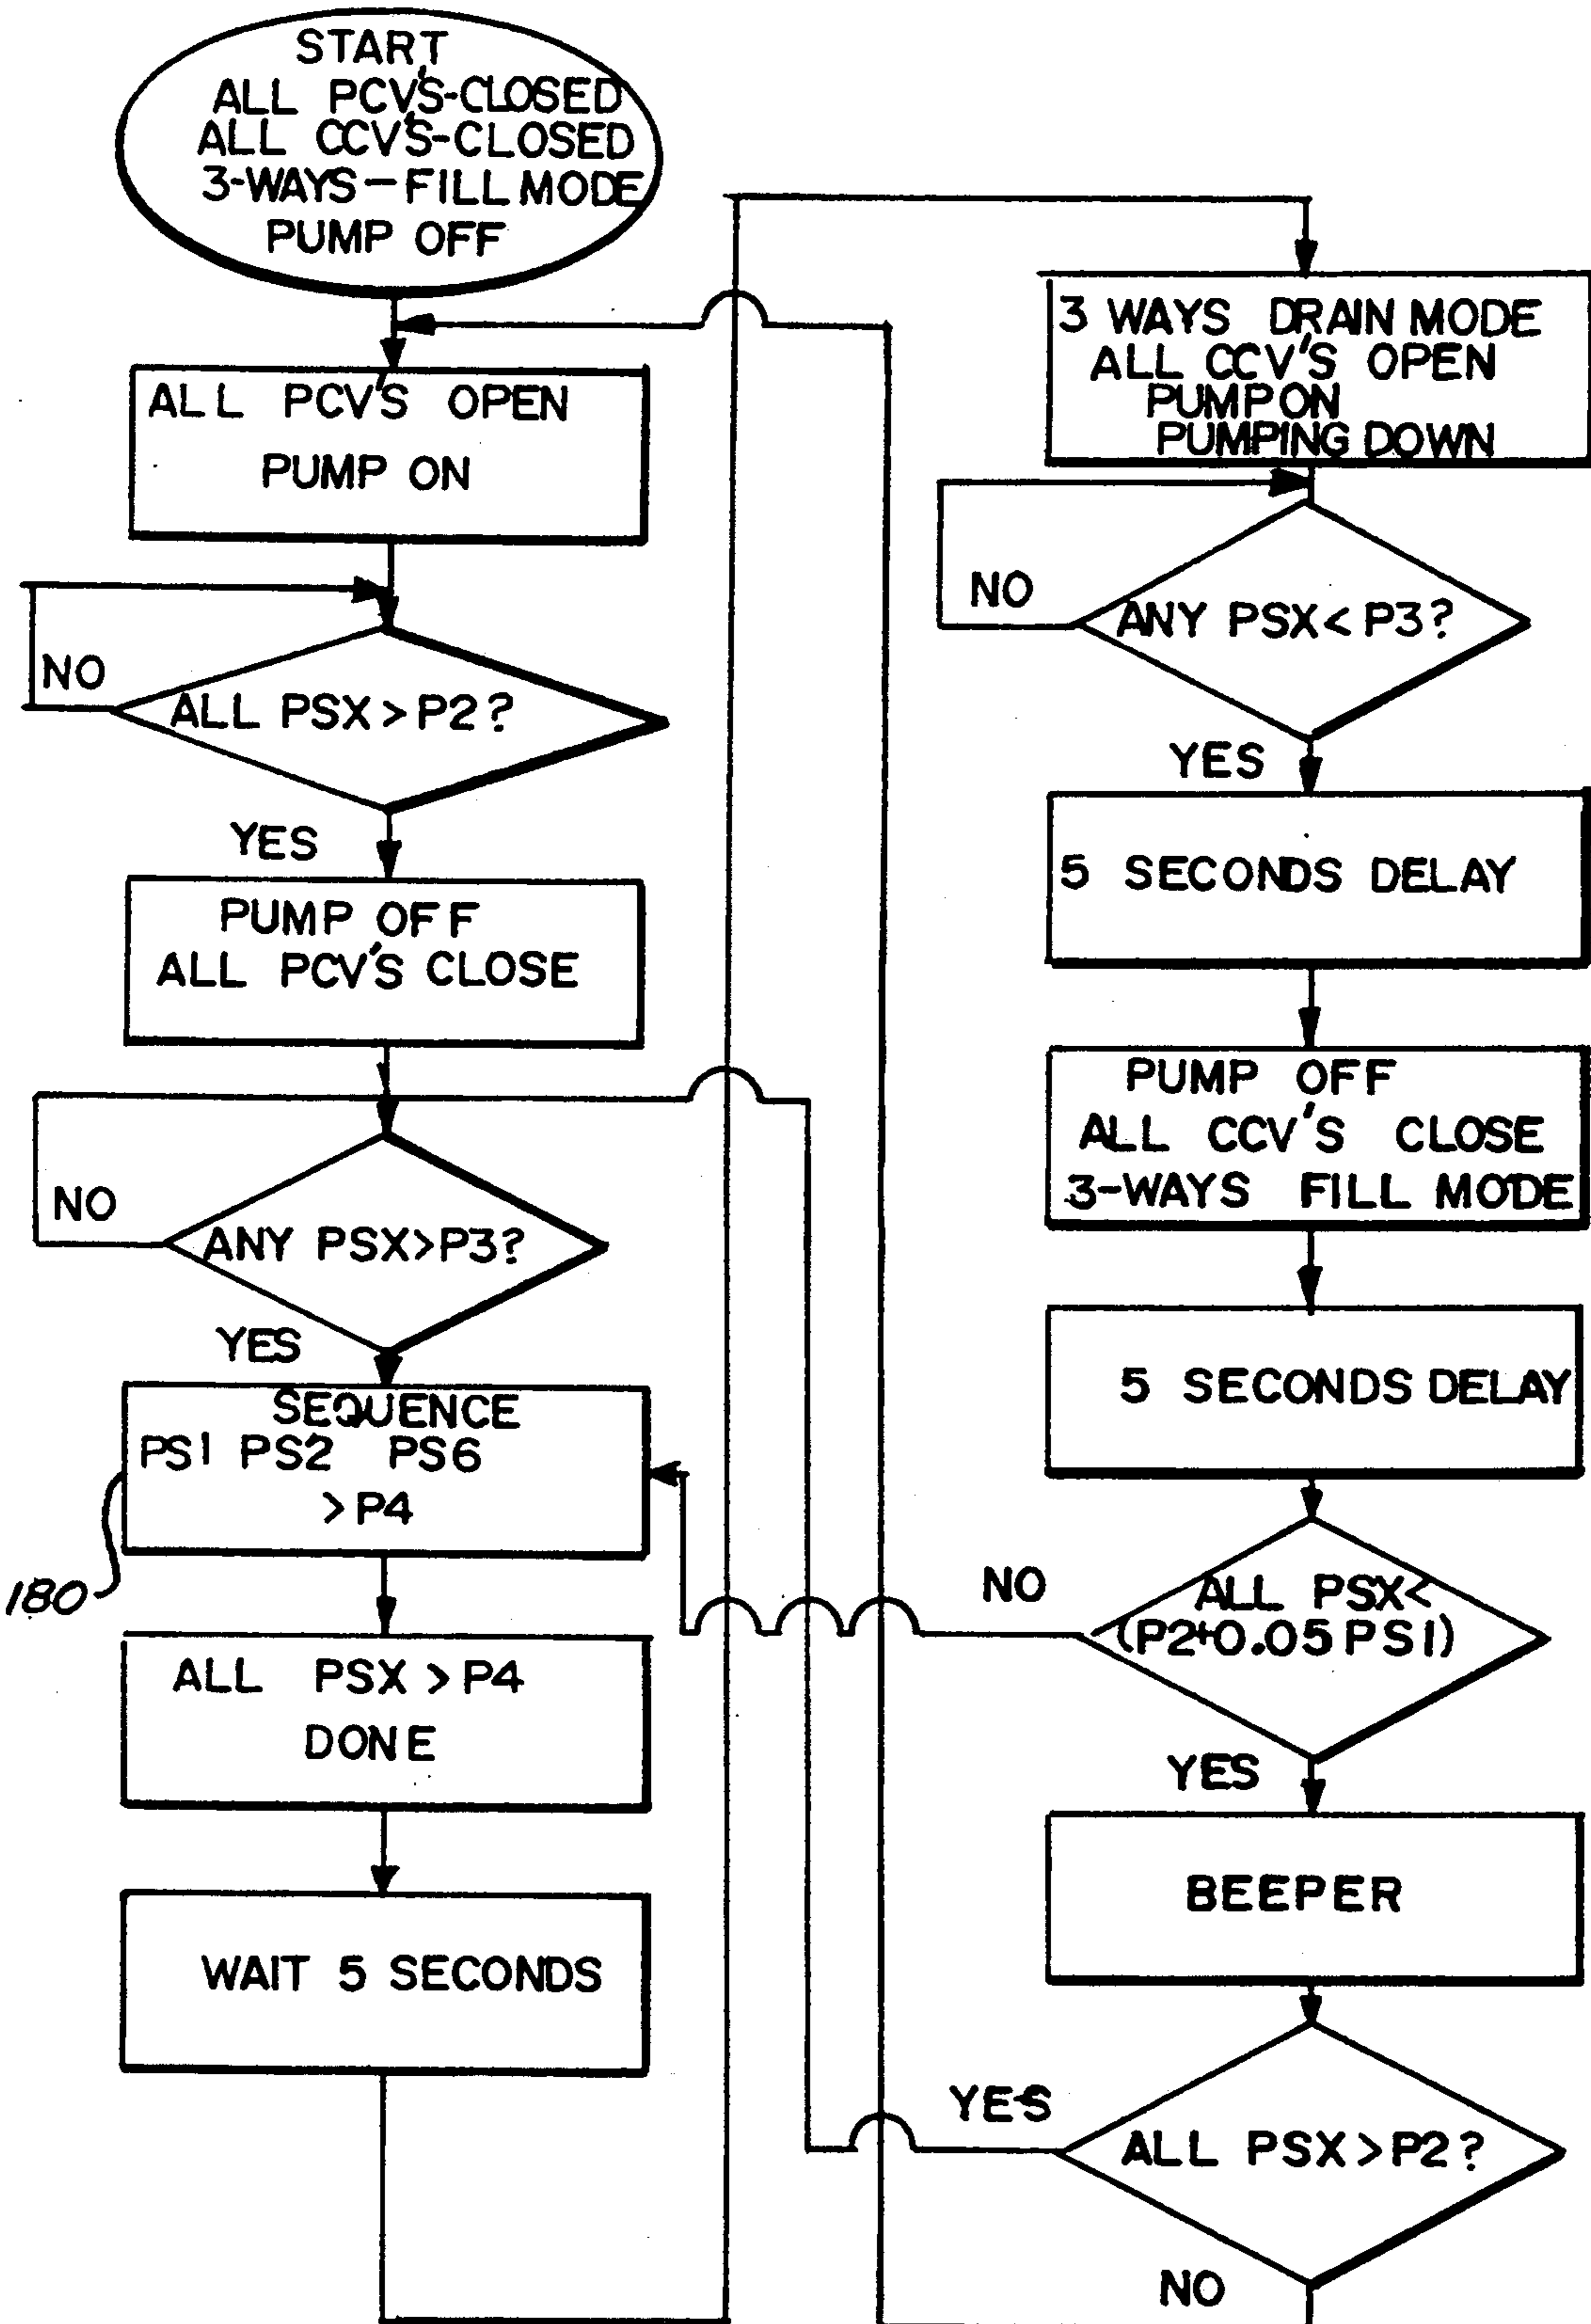 START
ALL PCV'S-CLOSED
ALL CCV'S-CLOSED
3-WAYS-FILL MODE
PUMP OFF
ALL PCV'S OPEN
PUMP ON
NO
ALL PSX > P2?
YES
PUMP OFF
ALL PCV'S CLOSE
NO
ANY PSX>P3?
YES
SEQUENCE
PS1 PS2 PS6
> P4
180
ALL PSX > P4
DONE
WAIT 5 SECONDS
3 WAYS DRAIN MODE
ALL CCV'S OPEN
PUMP ON
PUMPING DOWN
NO
ANY PSX< P3?
YES
5 SECONDS DELAY
PUMP OFF
ALL CCV'S CLOSE
3-WAYS FILL MODE
5 SECONDS DELAY
NO
ALL PSX<
(P2+0.05 PSI)
YES
BEEPER
YES
ALL PSX>P2?
NO